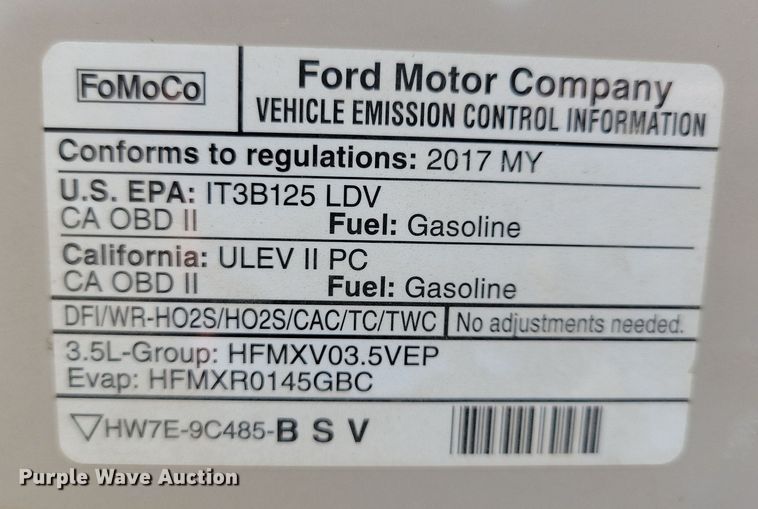 FoMoCo
Ford Motor Company
VEHICLE EMISSION CONTROL INFORMATION
Conforms to regulations: 2017 MY
U.S. EPA: IT3B125 LDV
CA OBD II Fuel: Gasoline
California: ULEV II PC
CA OBD II Fuel: Gasoline
DFI/WR-HO2S/HO2S/CAC/TC/TWC No adjustments needed.
3.5L-Group: HFMXV03.5VEP
Evap: HFMXR0145GBC
▽HW7E-9C485-B S V
Purple Wave Auction